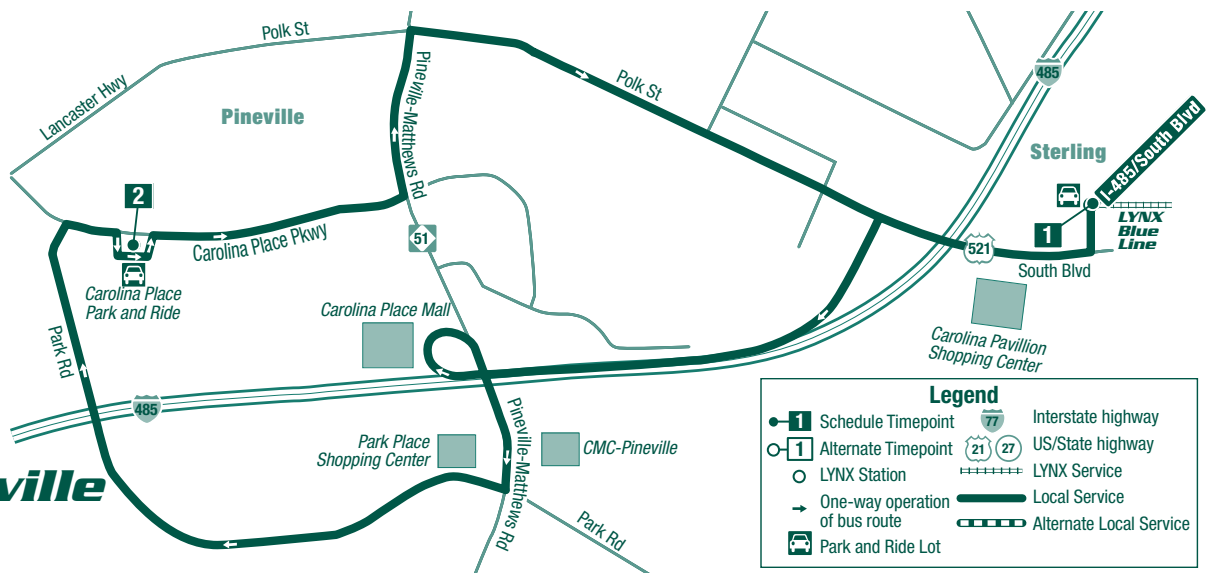 Polk St
Lancaster Hwy
Pineville
Pineville-Matthews Rd
Polk St
485
Sterling
I-485/South Blvd
1
LYNX
Blue
Line
521
South Blvd
2
Carolina Place Pkwy
51
Carolina Place
Park and Ride
Carolina Place Mall
Carolina Pavillion
Shopping Center
Park Rd
485
Park Place
Shopping Center
CMC-Pineville
Pineville-Matthews Rd
Park Rd
ville
Legend
1 Schedule Timepoint
77 Interstate highway
1 Alternate Timepoint
21 27 US/State highway
LYNX Station
LYNX Service
One-way operation
of bus route
Local Service
Alternate Local Service
Park and Ride Lot